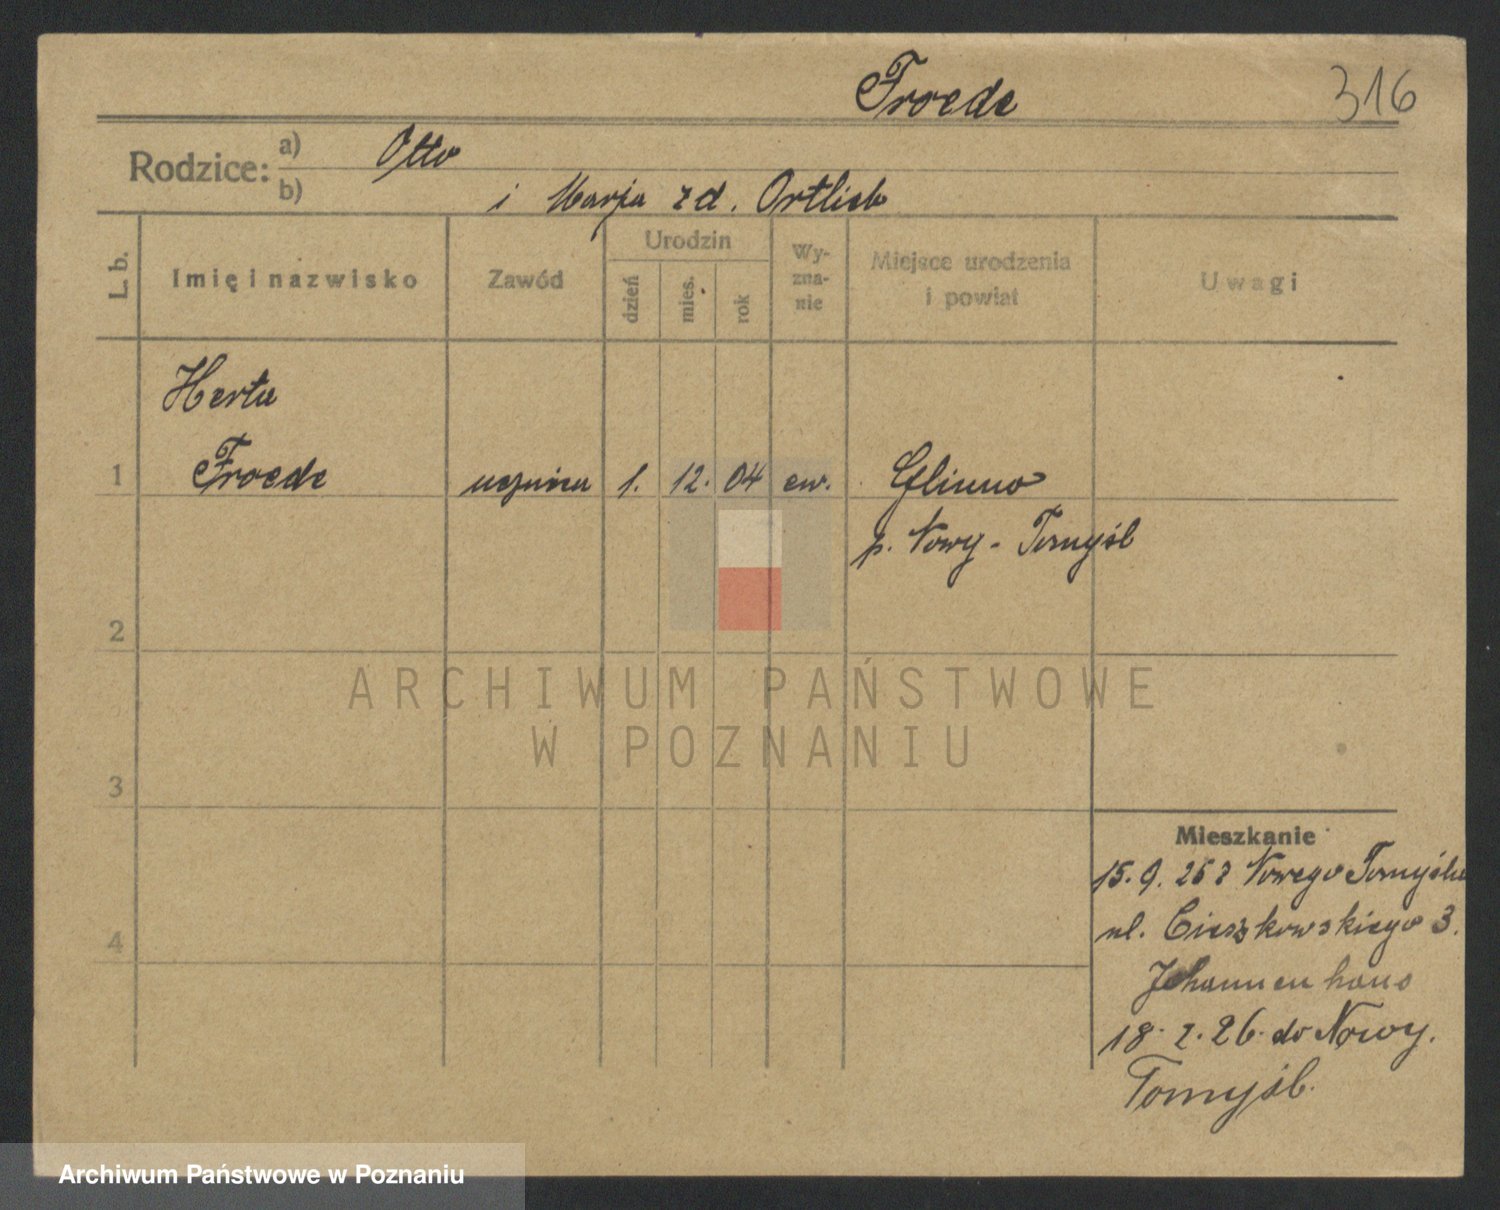 Froede 316
Rodzice: a) Otto
b) i Marja zd. Ortlieb
L. b. Imię i nazwisko Zawód Urodzin dzień mies. rok Wy-zna-nie Miejsce urodzenia i powiat Uwagi
Herta
1 Froede uczenica 1. 12. 04 ew. Glinno
p. Nowy-Tomyśl
2
ARCHIWUM PAŃSTWOWE
W POZNANIU
3
Mieszkanie
15.9.25 z Nowego Tomyśla
4 ul. Cieszkowskiego 3.
Johannenhaus
18.2.26. do Nowy.
Tomyśl.
Archiwum Państwowe w Poznaniu